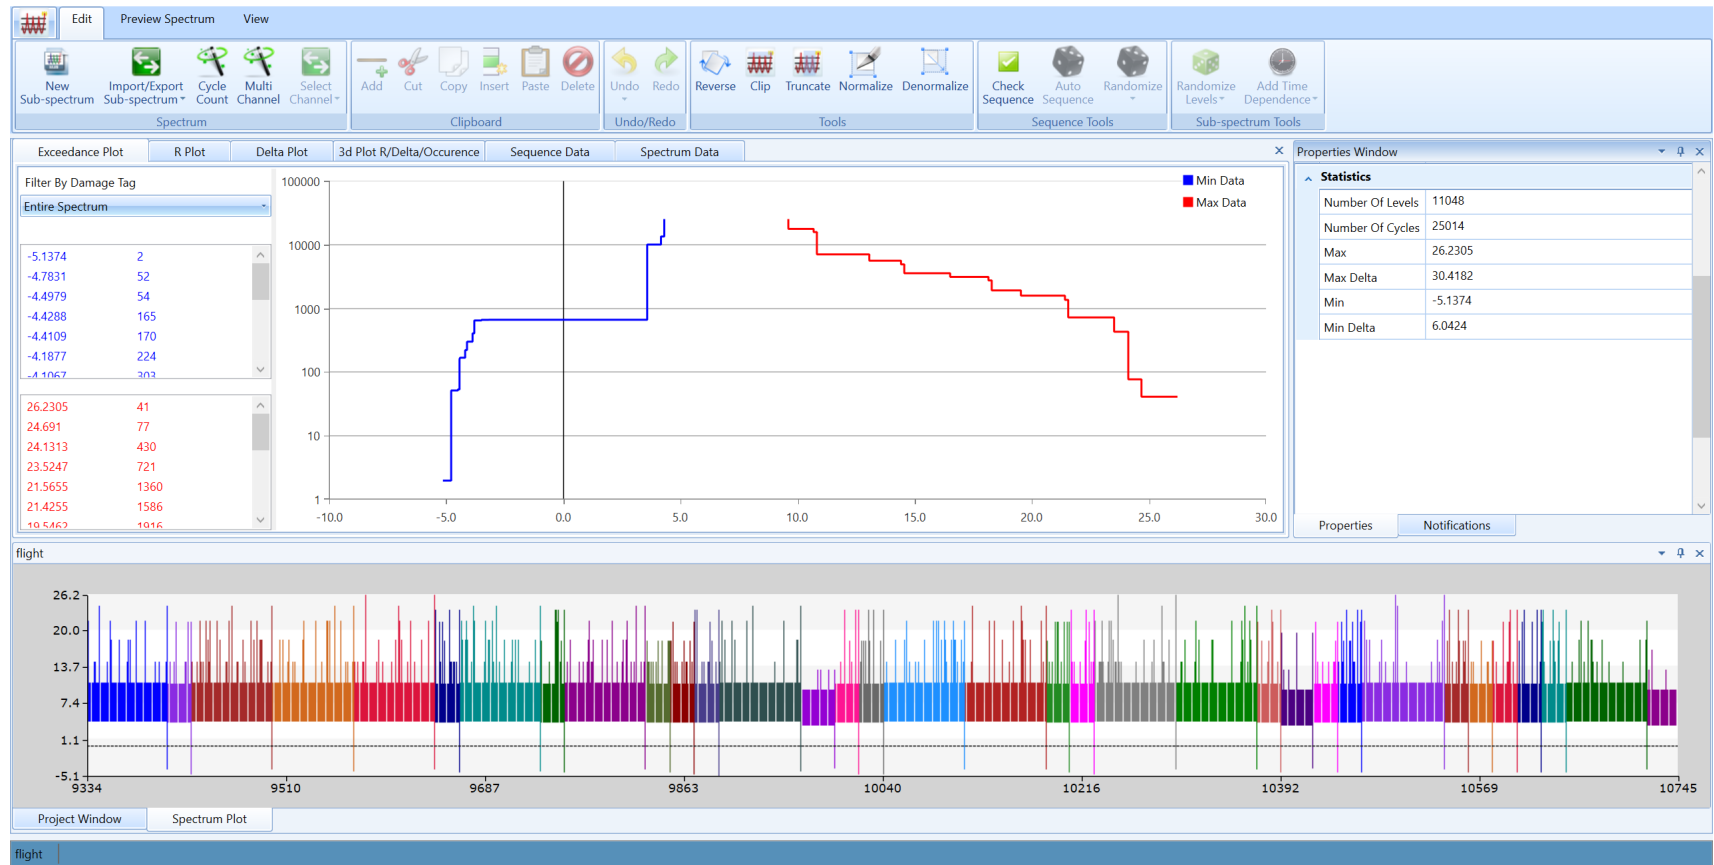 Edit Preview Spectrum View
New Sub-spectrum
Import/Export Sub-spectrum
Cycle Count
Multi Channel
Select Channel
Add Cut Copy Insert Paste Delete
Undo Redo
Reverse Clip Truncate Normalize Denormalize
Check Sequence
Auto Sequence
Randomize
Randomize Levels
Add Time Dependence
Spectrum Clipboard Undo/Redo Tools Sequence Tools Sub-spectrum Tools
Exceedance Plot R Plot Delta Plot 3d Plot R/Delta/Occurence Sequence Data Spectrum Data
Filter By Damage Tag
Entire Spectrum
-5.1374 2
-4.7831 52
-4.4979 54
-4.4288 165
-4.4109 170
-4.1877 224
-4.1067 303
26.2305 41
24.691 77
24.1313 430
23.5247 721
21.5655 1360
21.4255 1586
19.5462 1916
100000
10000
1000
100
10
1
-10.0 -5.0 0.0 5.0 10.0 15.0 20.0 25.0 30.0
Min Data
Max Data
Properties Window
Statistics
Number Of Levels 11048
Number Of Cycles 25014
Max 26.2305
Max Delta 30.4182
Min -5.1374
Min Delta 6.0424
Properties Notifications
flight
26.2
20.0
13.7
7.4
1.1
-5.1
9334 9510 9687 9863 10040 10216 10392 10569 10745
Project Window Spectrum Plot
flight